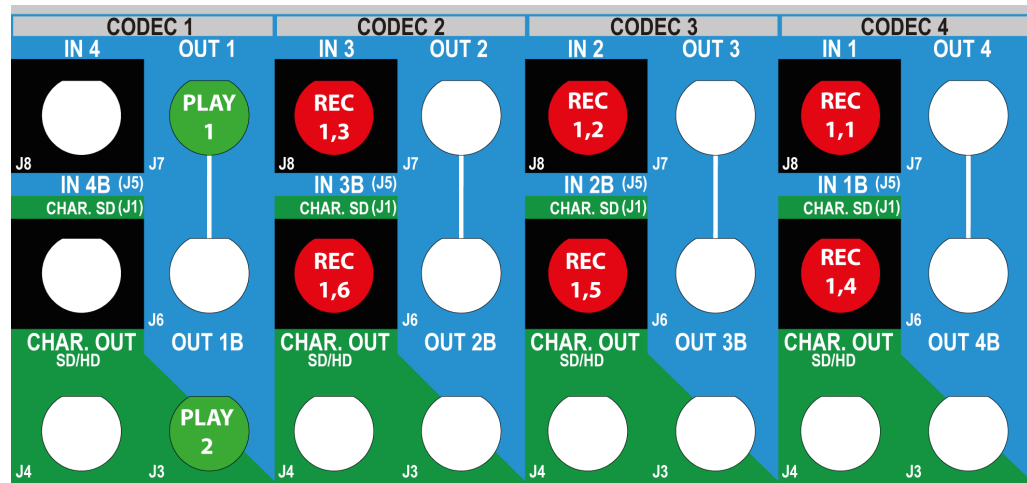 CODEC 1 CODEC 2 CODEC 3 CODEC 4
IN 4 OUT 1 IN 3 OUT 2 IN 2 OUT 3 IN 1 OUT 4
PLAY REC REC REC
1 1,3 1,2 1,1
J8 J7 J8 J7 J8 J7 J8 J7
IN 4B (J5) IN 3B (J5) IN 2B (J5) IN 1B (J5)
CHAR. SD (J1) CHAR. SD (J1) CHAR. SD (J1) CHAR. SD (J1)
REC REC REC
1,6 1,5 1,4
J6 J6 J6 J6
CHAR. OUT OUT 1B CHAR. OUT OUT 2B CHAR. OUT OUT 3B CHAR. OUT OUT 4B
SD/HD SD/HD SD/HD SD/HD
PLAY
2
J4 J3 J4 J3 J4 J3 J4 J3